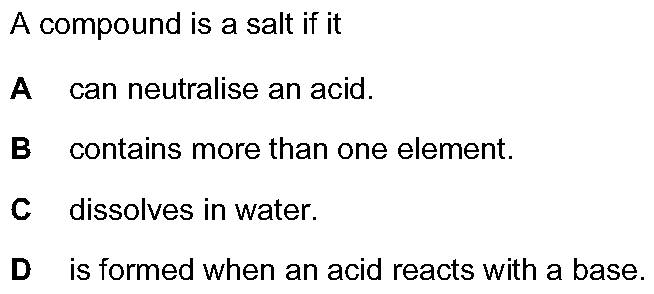 A compound is a salt if it
A can neutralise an acid.
B contains more than one element.
C dissolves in water.
D is formed when an acid reacts with a base.